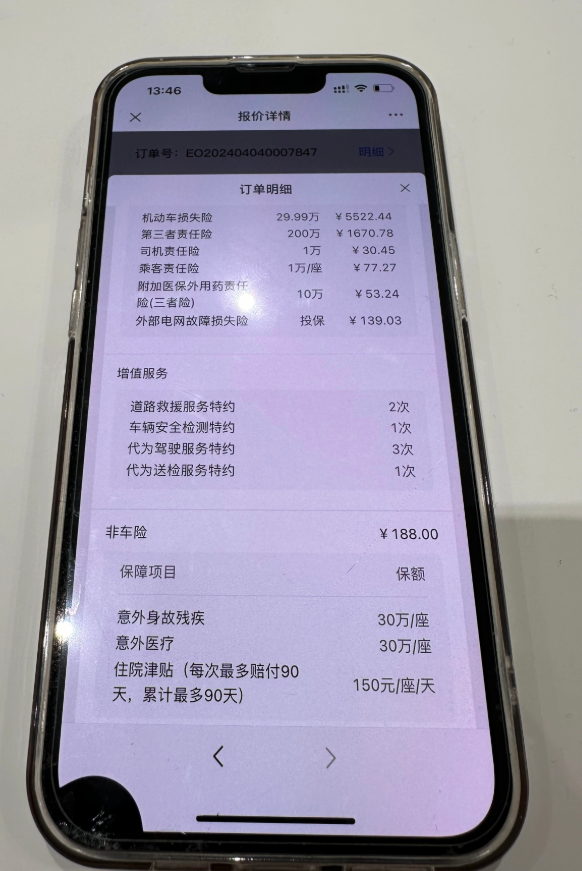 13:46
报价详情
订单号：EO202404040007847 明细
订单明细
机动车损失险 29.99万 ￥5522.44
第三者责任险 200万 ￥1670.78
司机责任险 1万 ￥30.45
乘客责任险 1万/座 ￥77.27
附加医保外用药责任
险(三者险) 10万 ￥53.24
外部电网故障损失险 投保 ￥139.03
增值服务
道路救援服务特约 2次
车辆安全检测特约 1次
代为驾驶服务特约 3次
代为送检服务特约 1次
非车险 ￥188.00
保障项目 保额
意外身故残疾 30万/座
意外医疗 30万/座
住院津贴（每次最多赔付90
天，累计最多90天） 150元/座/天